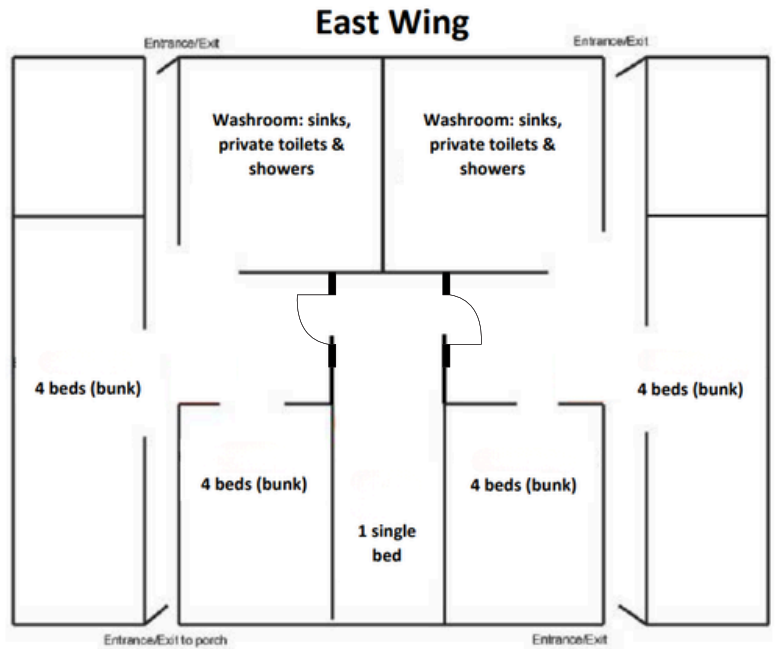 East Wing
Entrance/Exit
Entrance/Exit
Washroom: sinks,
private toilets &
showers
Washroom: sinks,
private toilets &
showers
4 beds (bunk)
4 beds (bunk)
4 beds (bunk)
4 beds (bunk)
1 single
bed
Entrance/Exit to porch
Entrance/Exit